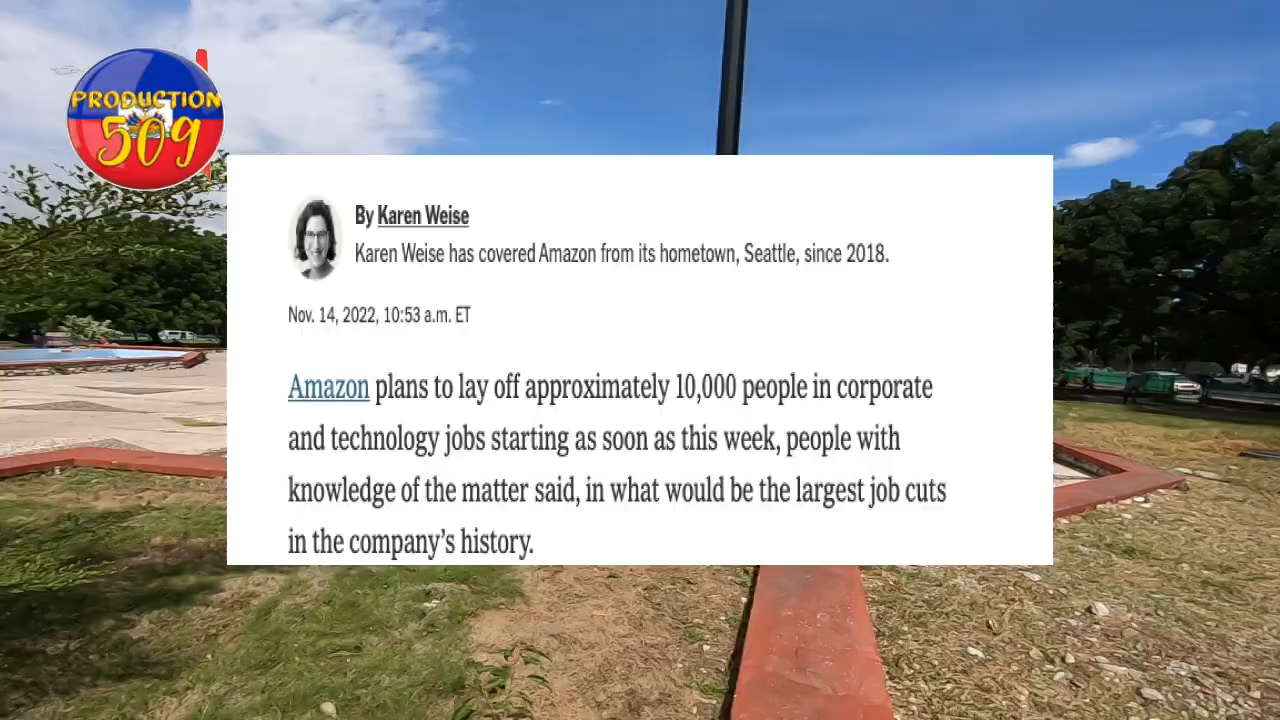 PRODUCTION
509
By Karen Weise
Karen Weise has covered Amazon from its hometown, Seattle, since 2018.
Nov. 14, 2022, 10:53 a.m. ET
Amazon plans to lay off approximately 10,000 people in corporate
and technology jobs starting as soon as this week, people with
knowledge of the matter said, in what would be the largest job cuts
in the company’s history.